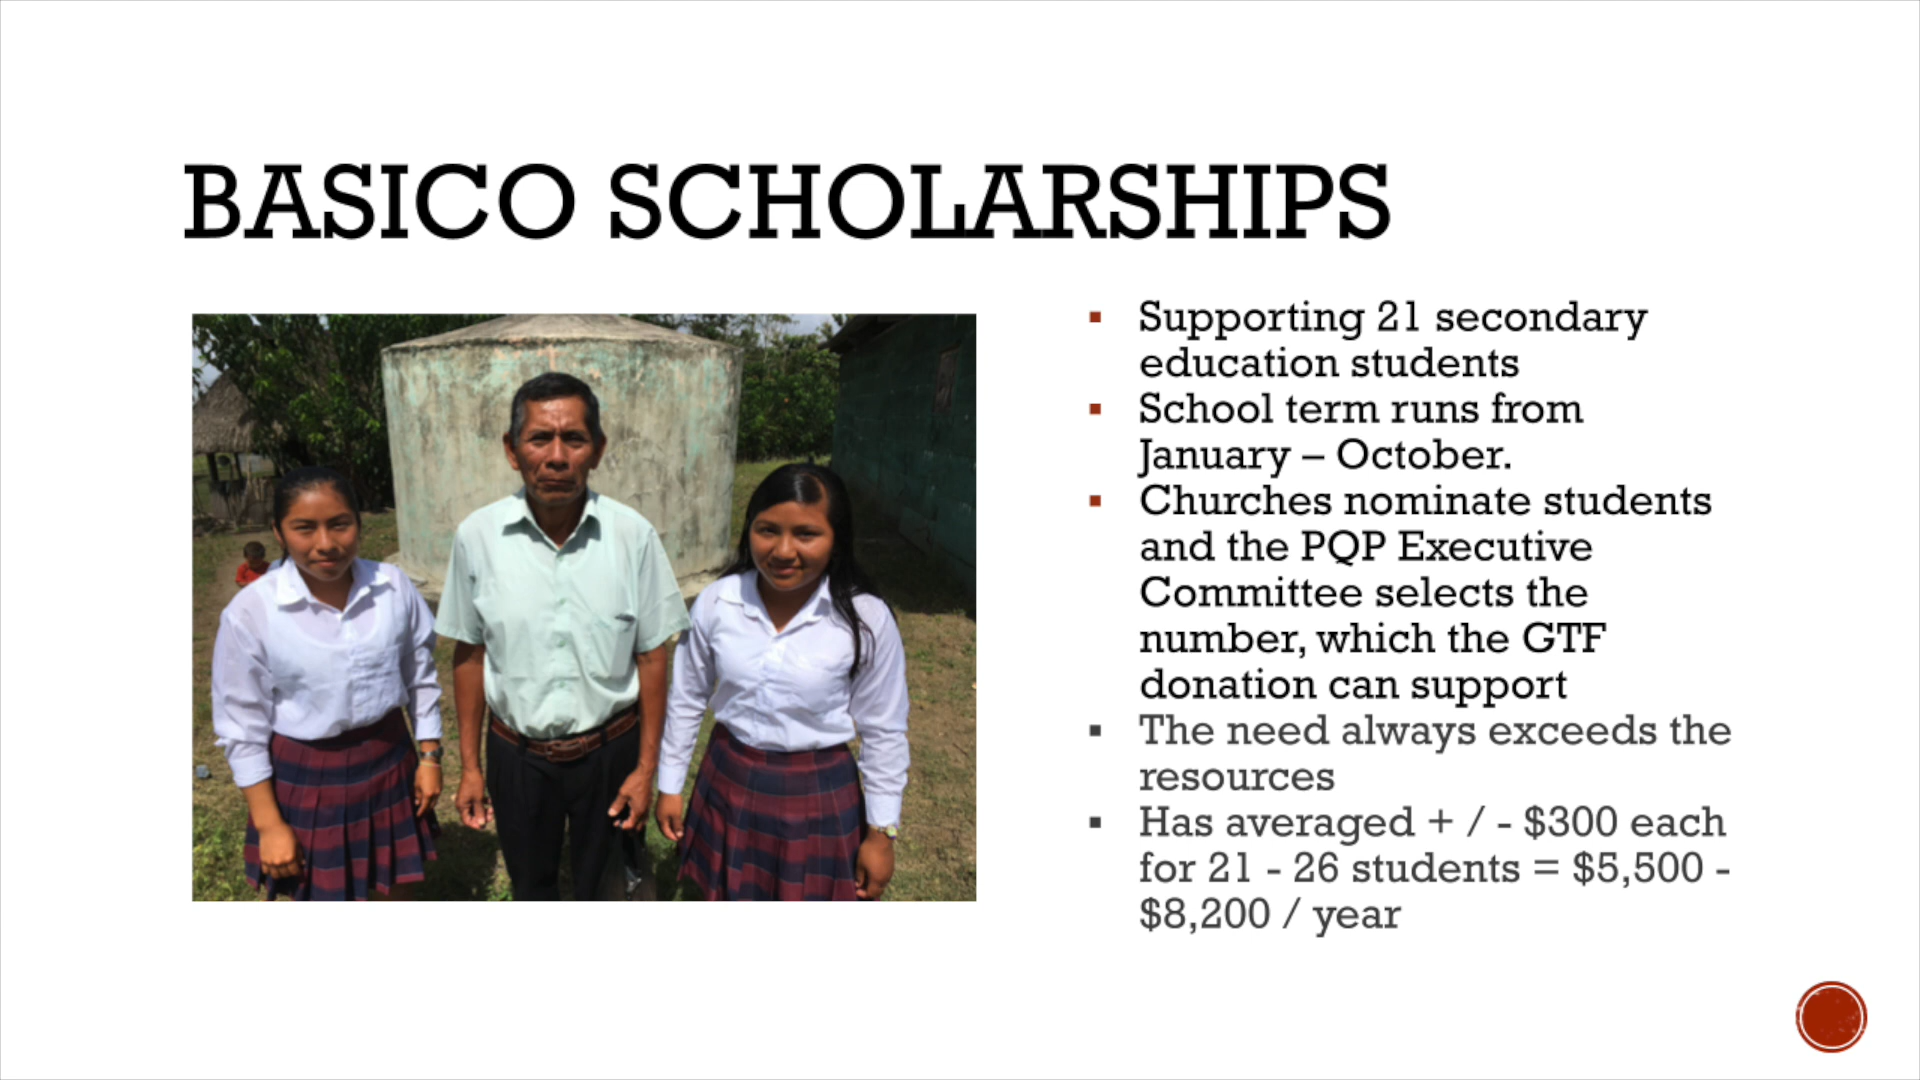 BASICO SCHOLARSHIPS
▪ Supporting 21 secondary
education students
▪ School term runs from
January – October.
▪ Churches nominate students
and the PQP Executive
Committee selects the
number, which the GTF
donation can support
▪ The need always exceeds the
resources
▪ Has averaged + / - $300 each
for 21 - 26 students = $5,500 -
$8,200 / year